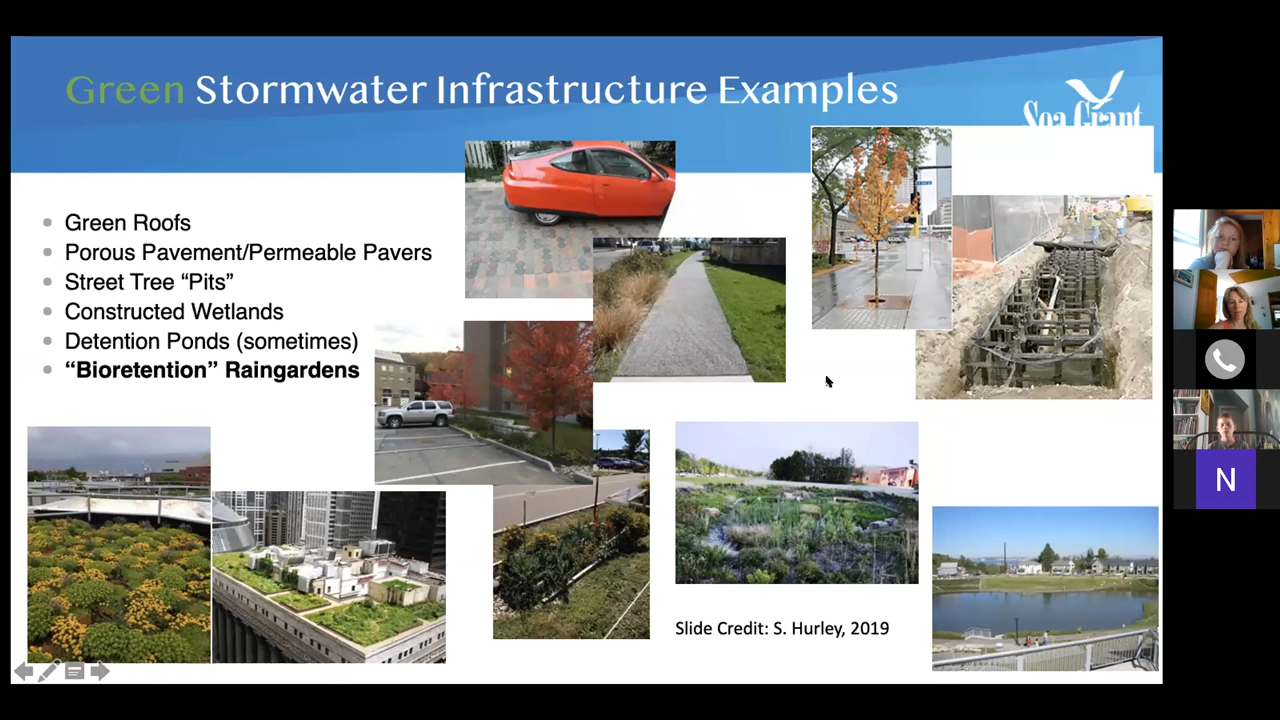 Green Stormwater Infrastructure Examples
Sea Grant
Green Roofs
Porous Pavement/Permeable Pavers
Street Tree “Pits”
Constructed Wetlands
Detention Ponds (sometimes)
“Bioretention” Raingardens
Slide Credit: S. Hurley, 2019
N